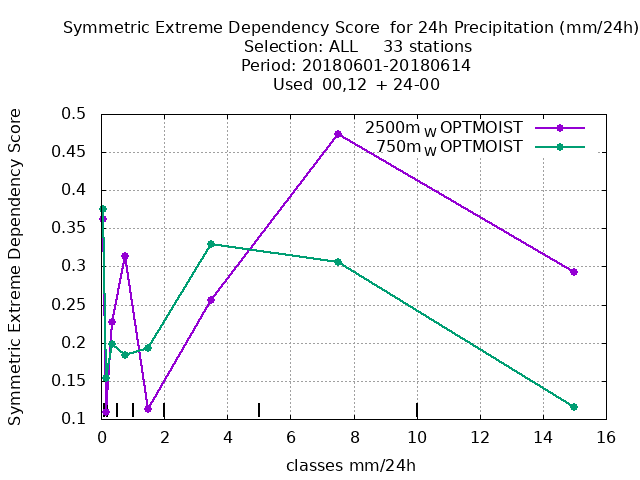 Symmetric Extreme Dependency Score  for 24h Precipitation (mm/24h)
Selection: ALL     33 stations
Period: 20180601-20180614
Used  00,12  + 24-00
Symmetric Extreme Dependency Score
0.5
0.45
0.4
0.35
0.3
0.25
0.2
0.15
0.1
2500m W OPTMOIST
750m W OPTMOIST
0 2 4 6 8 10 12 14 16
classes mm/24h